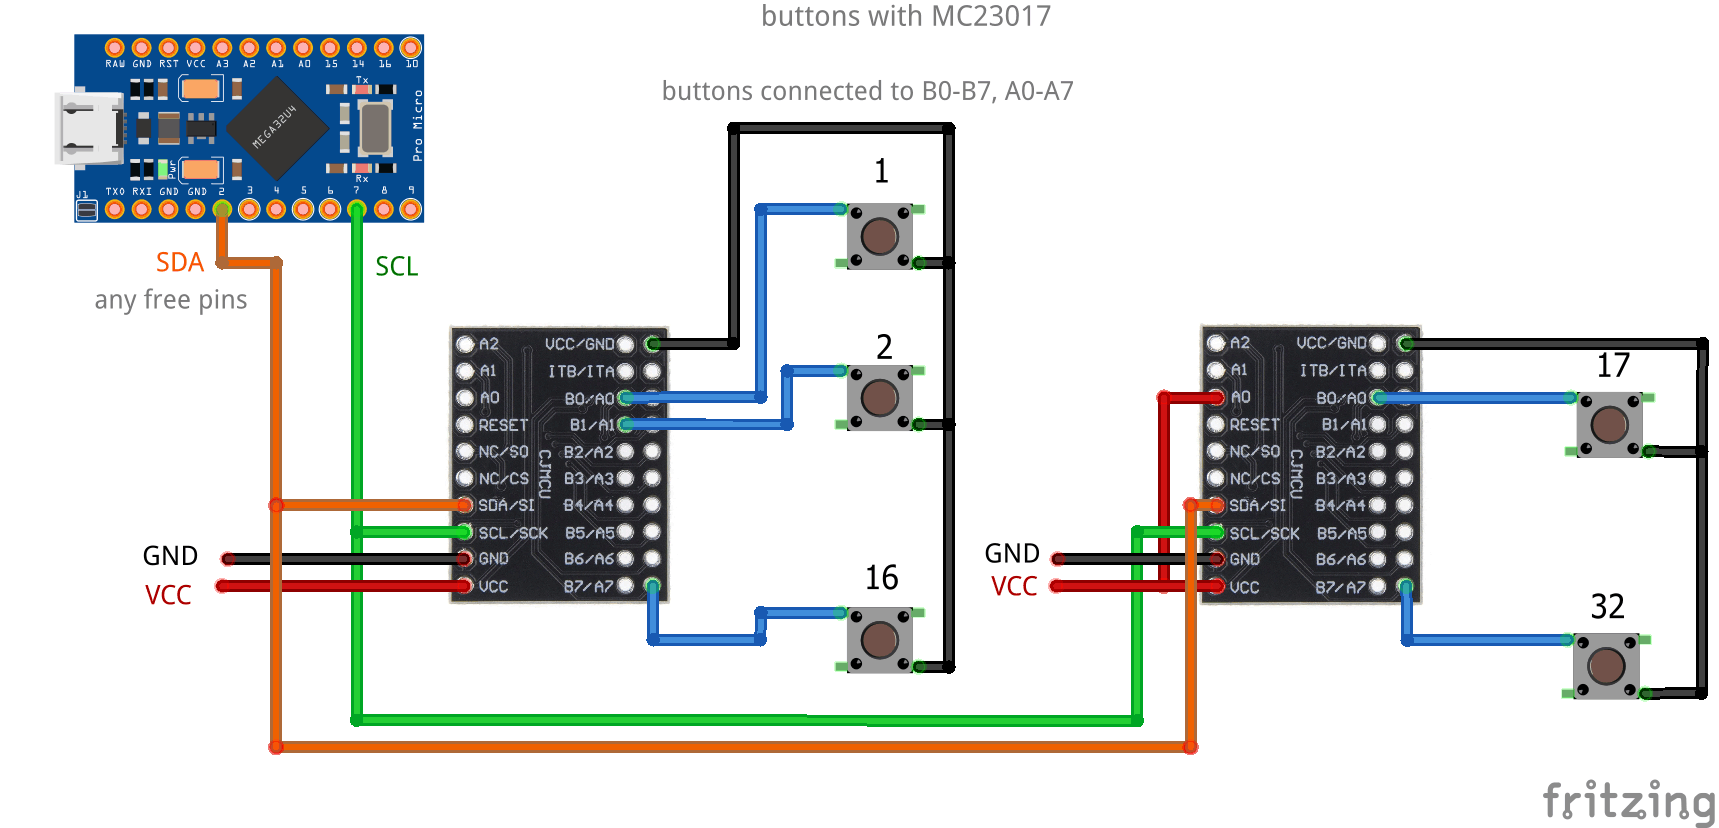 buttons with MC23017
buttons connected to B0-B7, A0-A7
RAW GND RST VCC A3 A2 A1 A0 15 14 16 10
Tx
MEGA32U4
Pro Micro
Pwr
Rx
J1
TX0 RXI GND GND 2 3 4 5 6 7 8 9
SDA
SCL
any free pins
1
2
16
A2 VCC/GND
A1 ITB/ITA
A0 B0/A0
RESET B1/A1
NC/SO B2/A2
NC/CS B3/A3
SDA/SI B4/A4
SCL/SCK B5/A5
GND B6/A6
VCC B7/A7
CJMCU
GND
VCC
17
32
A2 VCC/GND
A1 ITB/ITA
A0 B0/A0
RESET B1/A1
NC/SO B2/A2
NC/CS B3/A3
SDA/SI B4/A4
SCL/SCK B5/A5
GND B6/A6
VCC B7/A7
CJMCU
GND
VCC
fritzing